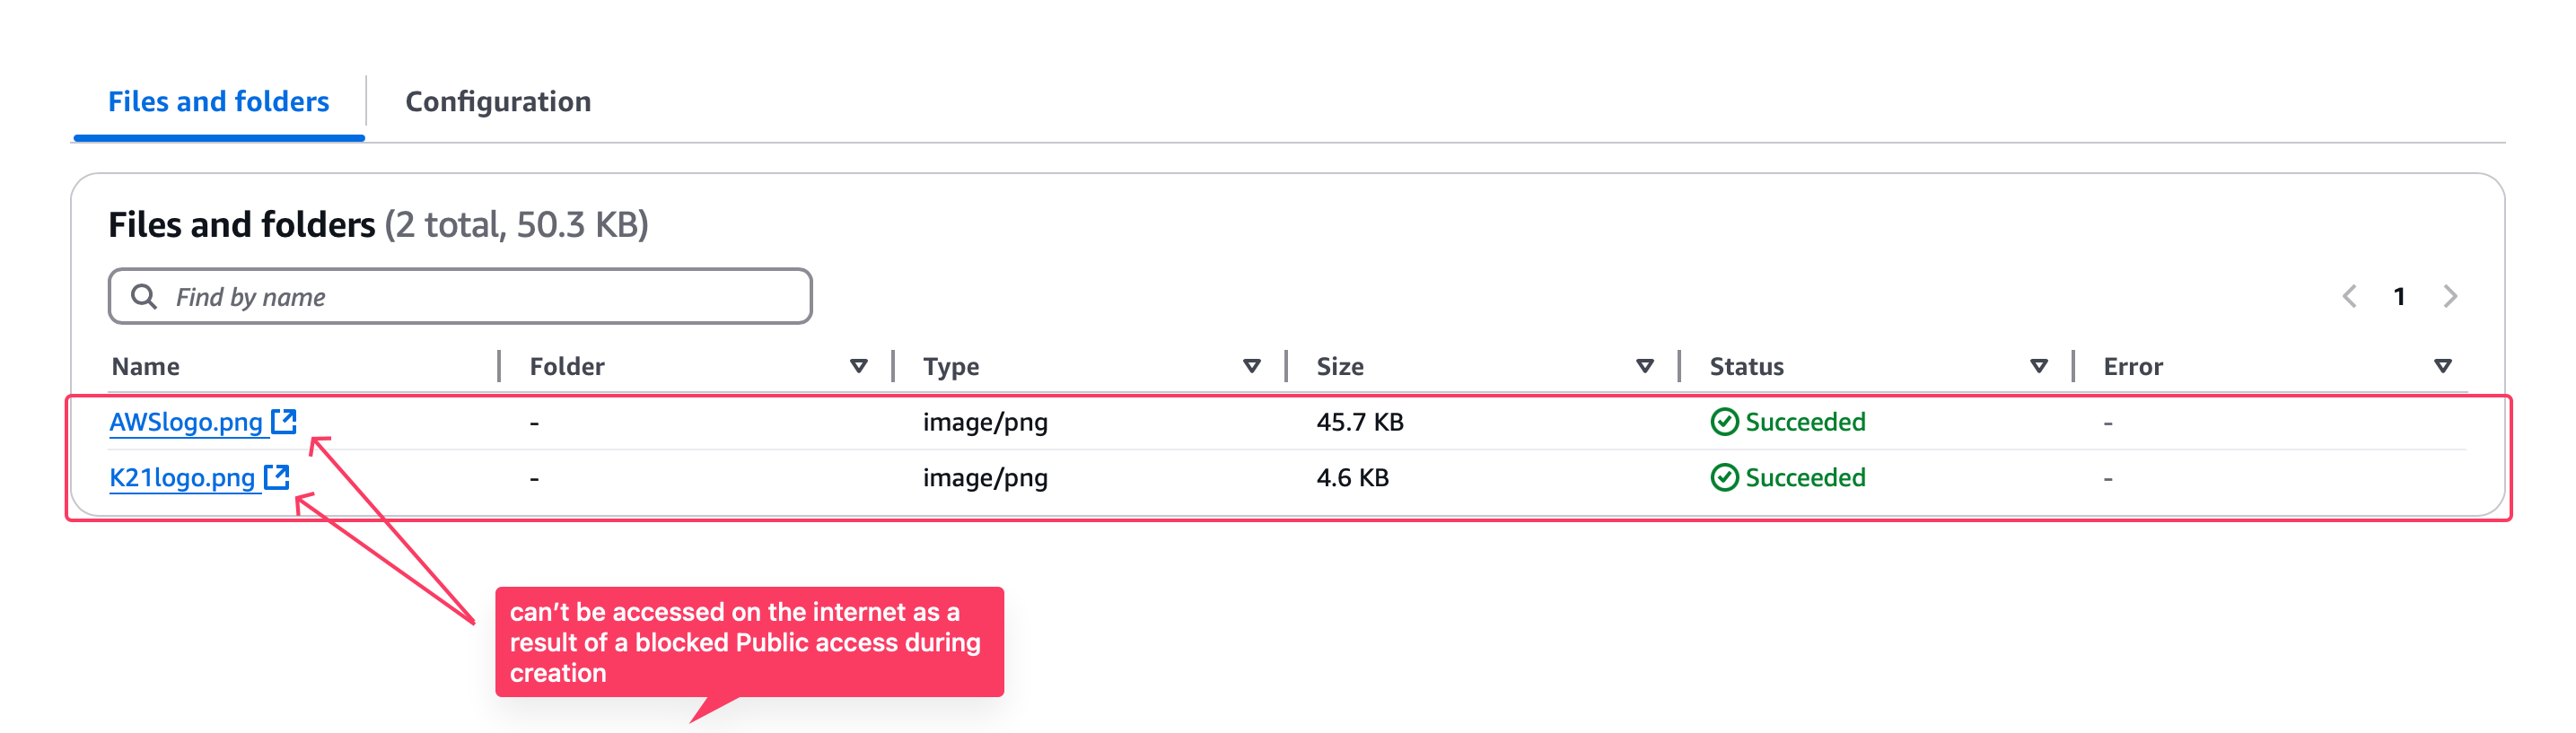 Files and folders Configuration
Files and folders (2 total, 50.3 KB)
Find by name 1
Name Folder Type Size Status Error
AWSlogo.png - image/png 45.7 KB Succeeded -
K21logo.png - image/png 4.6 KB Succeeded -
can’t be accessed on the internet as a
result of a blocked Public access during
creation